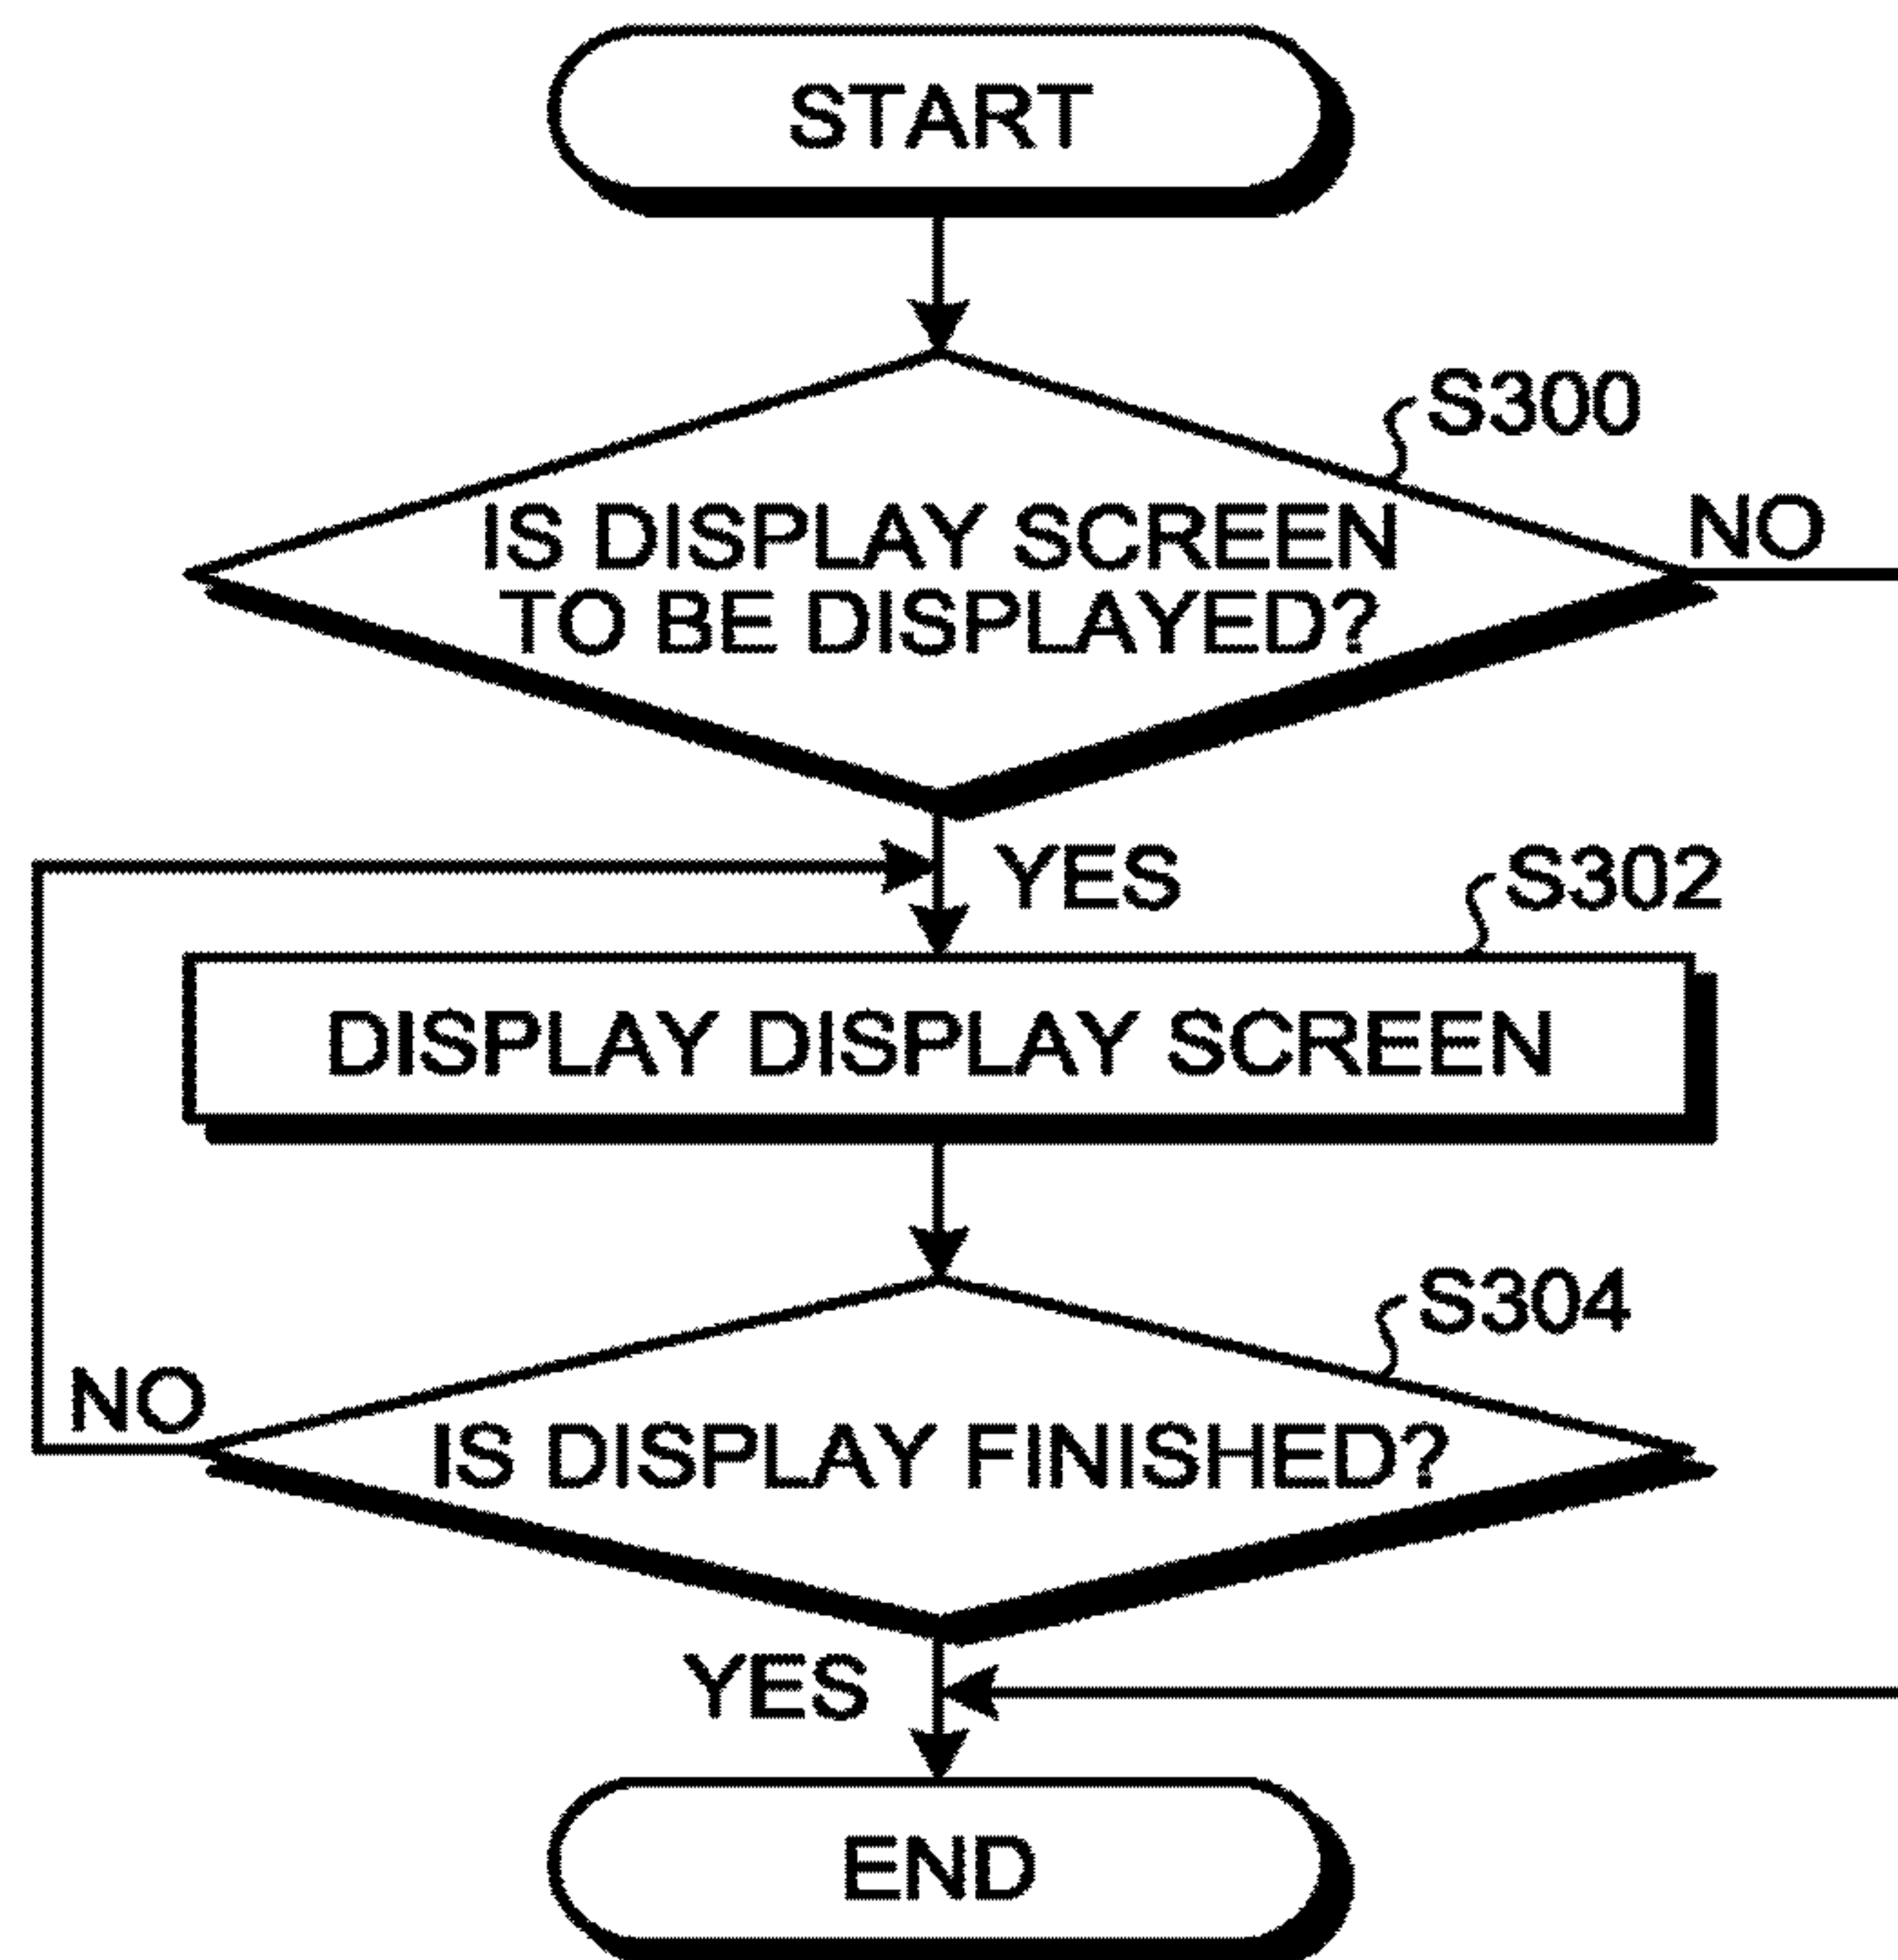 START
S300
IS DISPLAY SCREEN
TO BE DISPLAYED?
NO
YES
S302
DISPLAY DISPLAY SCREEN
S304
NO
IS DISPLAY FINISHED?
YES
END